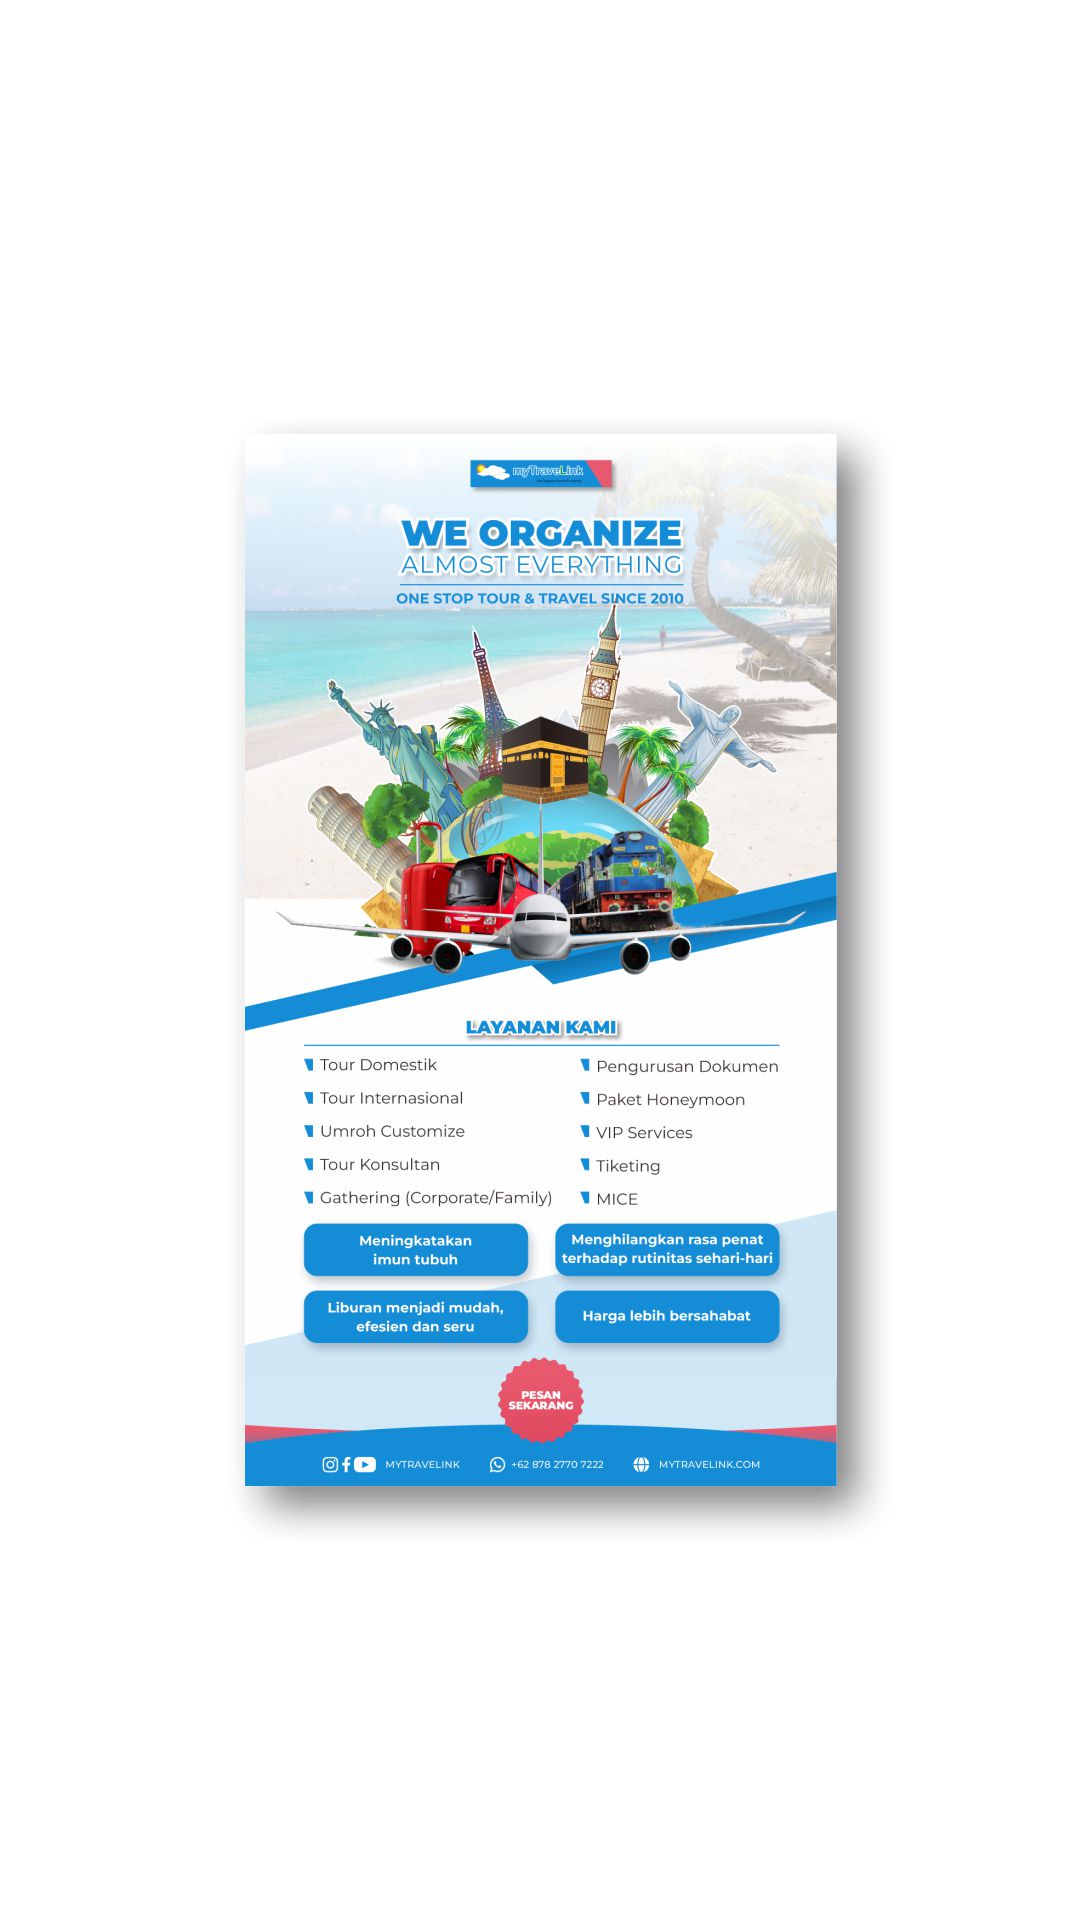 myTraveLink
WE ORGANIZE
ALMOST EVERYTHING
ONE STOP TOUR & TRAVEL SINCE 2010
LAYANAN KAMI
Tour Domestik
Tour Internasional
Umroh Customize
Tour Konsultan
Gathering (Corporate/Family)
Pengurusan Dokumen
Paket Honeymoon
VIP Services
Tiketing
MICE
Meningkatakan
imun tubuh
Menghilangkan rasa penat
terhadap rutinitas sehari-hari
Liburan menjadi mudah,
efesien dan seru
Harga lebih bersahabat
PESAN
SEKARANG
MYTRAVELINK
+62 878 2770 7222
MYTRAVELINK.COM